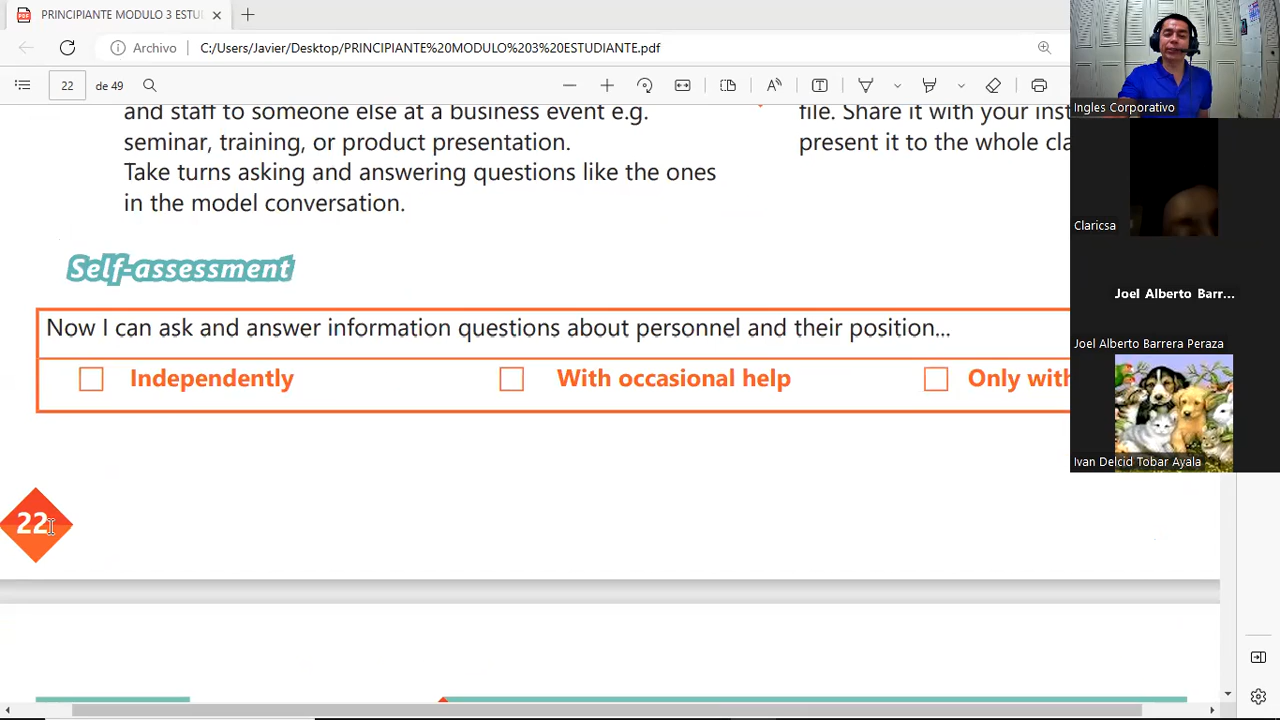 PRINCIPIANTE MODULO 3 ESTU
Archivo
C:/Users/Javier/Desktop/PRINCIPIANTE%20MODULO%203%20ESTUDIANTE.pdf
22 de 49
and staff to someone else at a business event e.g.
seminar, training, or product presentation.
Take turns asking and answering questions like the ones
in the model conversation.
file. Share it with your inst
present it to the whole cla
Self-assessment
Now I can ask and answer information questions about personnel and their position...
Independently
With occasional help
Only with
22
Ingles Corporativo
Claricsa
Joel Alberto Barr...
Joel Alberto Barrera Peraza
Ivan Delcid Tobar Ayala